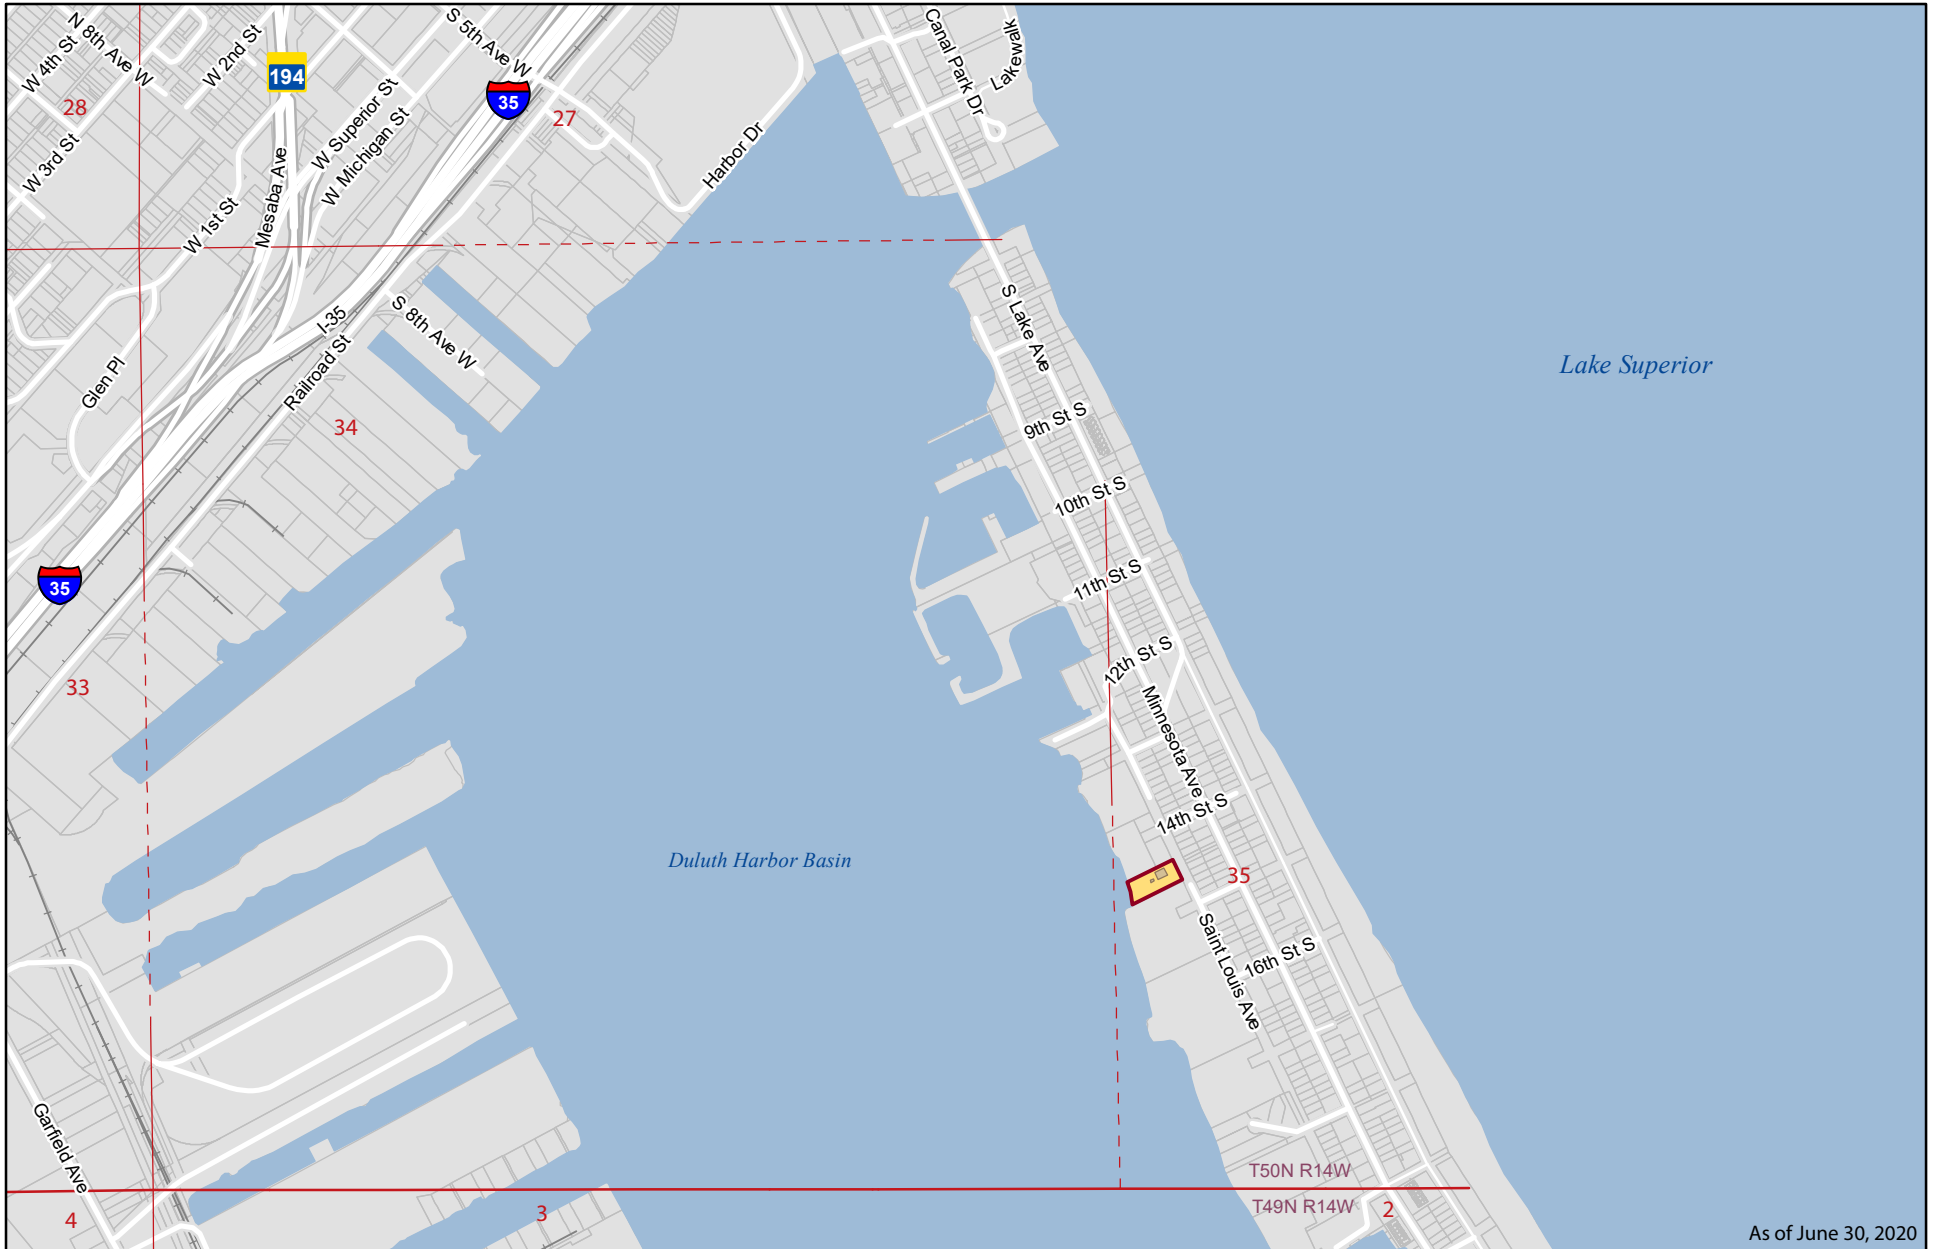 N 8th Ave W
W 4th St
W 2nd St
194
S 5th Ave W
35
27
28
W 3rd St
W Superior St
W Michigan St
Mesaba Ave
W 1st St
Harbor Dr
Canal Park Dr
Lakewalk
S Lake Ave
Lake Superior
I-35
S 8th Ave W
Railroad St
Glen Pl
34
9th St S
10th St S
11th St S
12th St S
35
33
Minnesota Ave
14th St S
Duluth Harbor Basin
35
Saint Louis Ave
16th St S
Garfield Ave
T50N R14W
T49N R14W
4
3
2
As of June 30, 2020